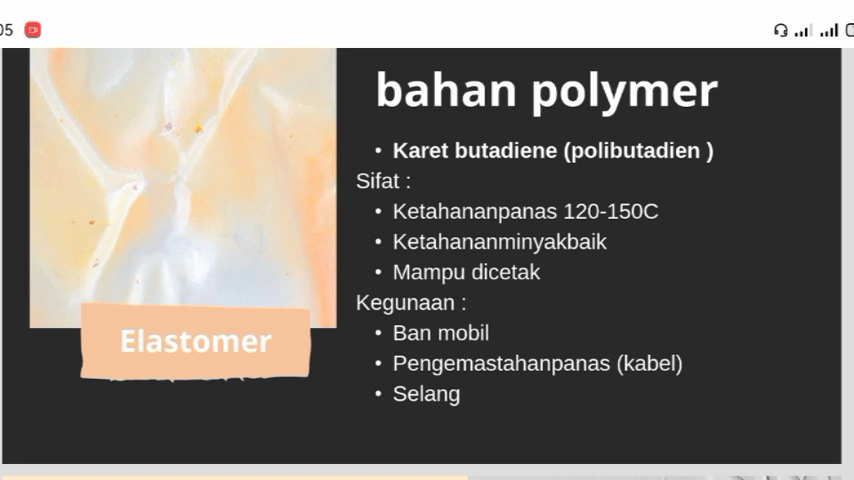 05
bahan polymer
• Karet butadiene (polibutadien )
Sifat :
• Ketahananpanas 120-150C
• Ketahananminyakbaik
• Mampu dicetak
Kegunaan :
• Ban mobil
• Pengemastahanpanas (kabel)
• Selang
Elastomer